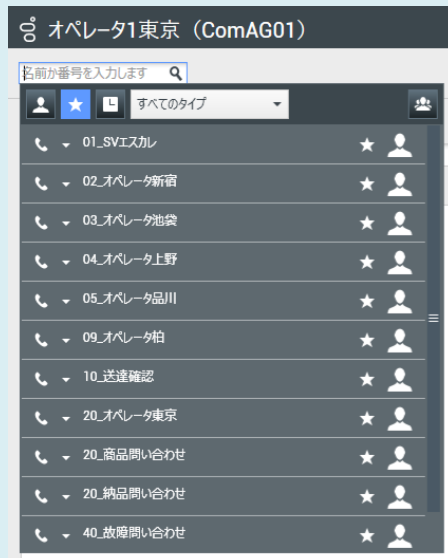 オペレータ1東京（ComAG01）
名前か番号を入力します
すべてのタイプ
01_SVエスカレ
02_オペレータ新宿
03_オペレータ池袋
04_オペレータ上野
05_オペレータ品川
09_オペレータ柏
10_送達確認
20_オペレータ東京
20_商品問い合わせ
20_納品問い合わせ
40_故障問い合わせ